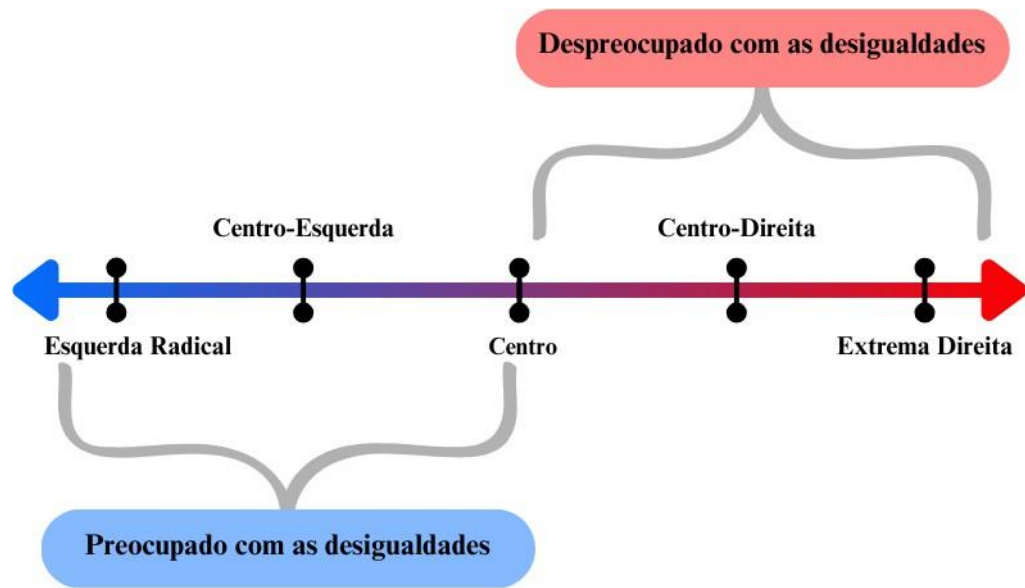 Despreocupado com as desigualdades
Centro-Esquerda
Centro-Direita
Esquerda Radical
Centro
Extrema Direita
Preocupado com as desigualdades